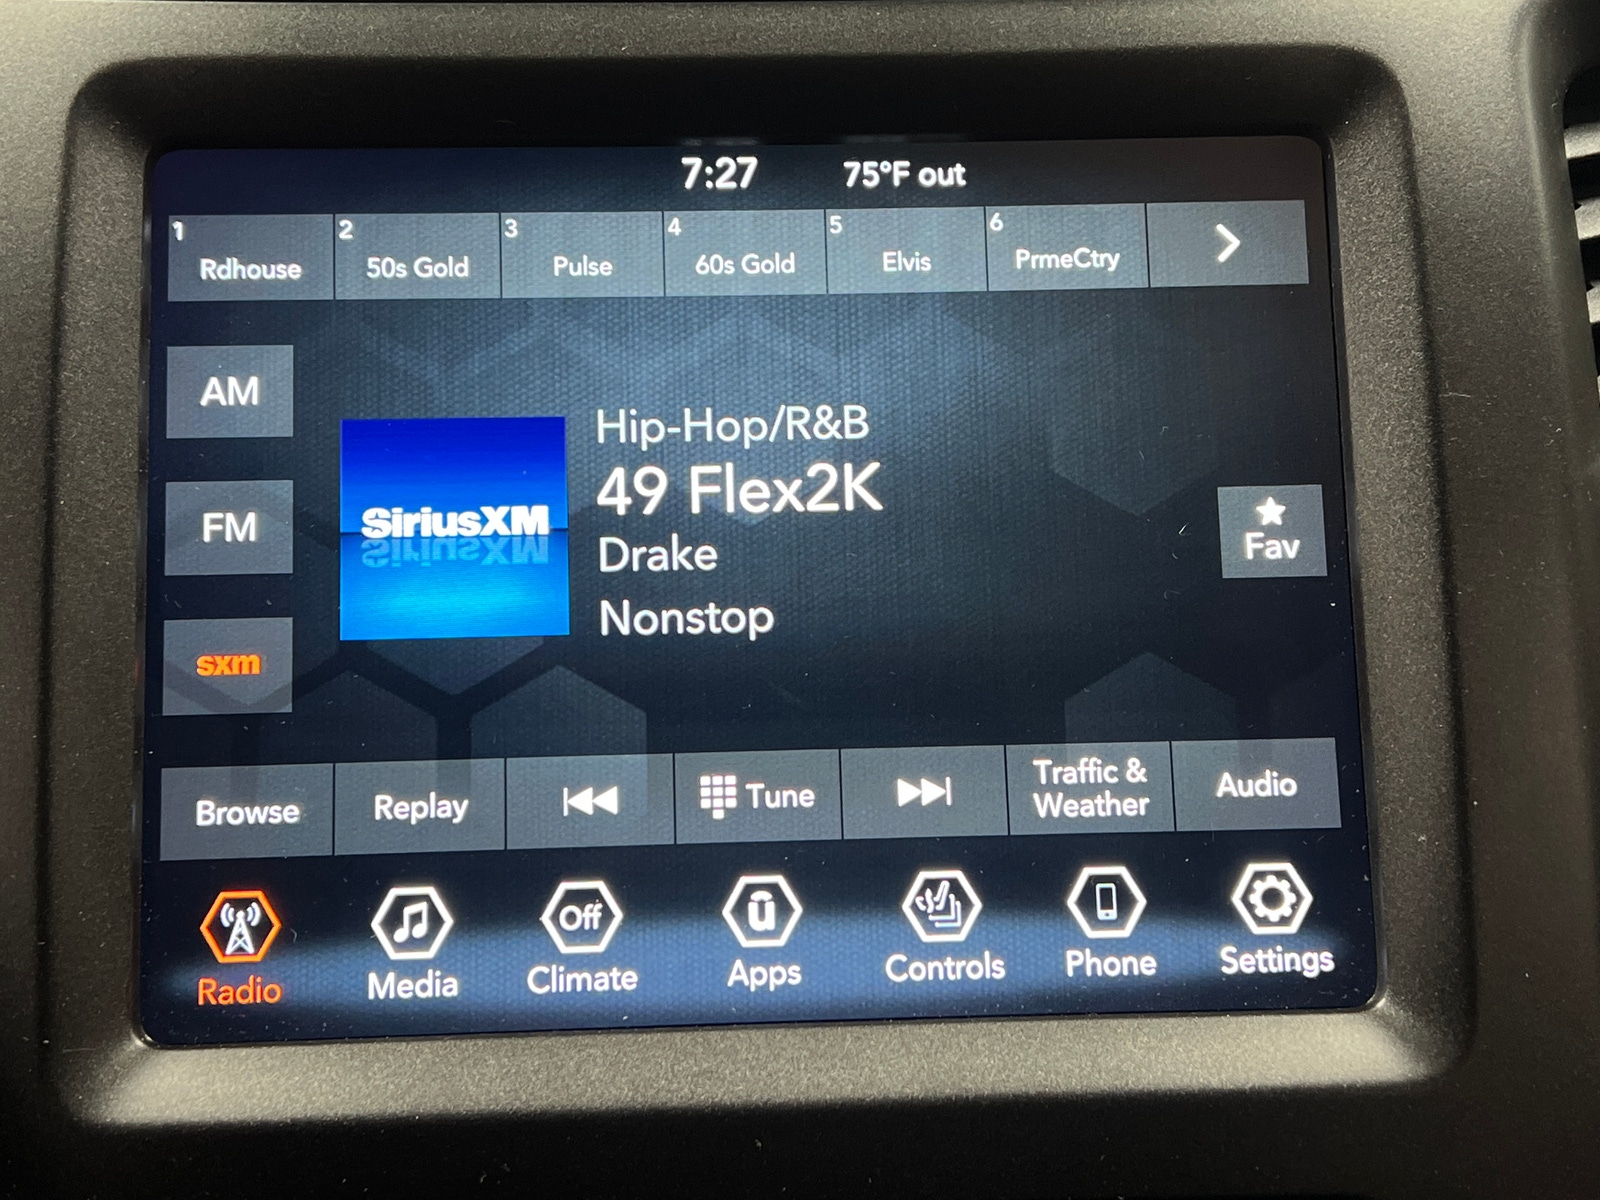 7:27 75°F out
1 Rdhouse
2 50s Gold
3 Pulse
4 60s Gold
5 Elvis
6 PrmeCtry
AM
FM
sxm
SiriusXM
Hip-Hop/R&B
49 Flex2K
Drake
Nonstop
Fav
Browse
Replay
Tune
Traffic &
Weather
Audio
Radio
Media
Off
Climate
ū
Apps
Controls
Phone
Settings